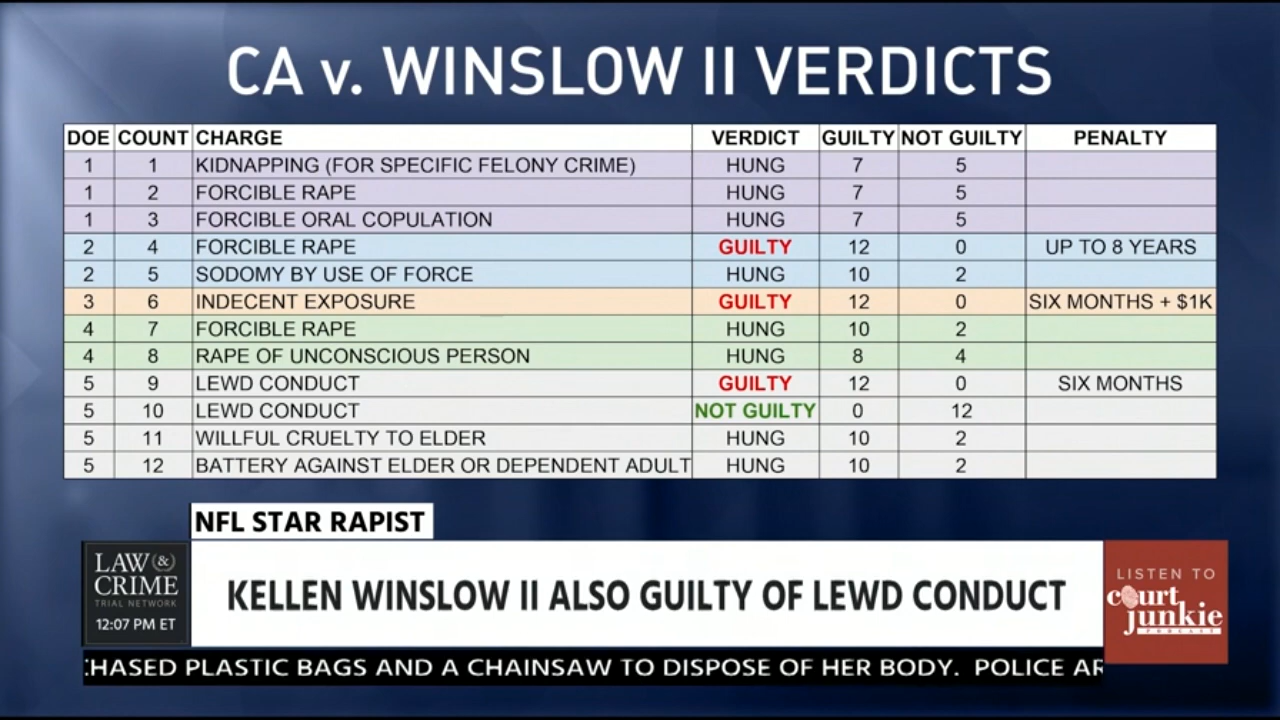 CA v. WINSLOW II VERDICTS
DOE COUNT CHARGE VERDICT GUILTY NOT GUILTY PENALTY
1 1 KIDNAPPING (FOR SPECIFIC FELONY CRIME) HUNG 7 5
1 2 FORCIBLE RAPE HUNG 7 5
1 3 FORCIBLE ORAL COPULATION HUNG 7 5
2 4 FORCIBLE RAPE GUILTY 12 0 UP TO 8 YEARS
2 5 SODOMY BY USE OF FORCE HUNG 10 2
3 6 INDECENT EXPOSURE GUILTY 12 0 SIX MONTHS + $1K
4 7 FORCIBLE RAPE HUNG 10 2
4 8 RAPE OF UNCONSCIOUS PERSON HUNG 8 4
5 9 LEWD CONDUCT GUILTY 12 0 SIX MONTHS
5 10 LEWD CONDUCT NOT GUILTY 0 12
5 11 WILLFUL CRUELTY TO ELDER HUNG 10 2
5 12 BATTERY AGAINST ELDER OR DEPENDENT ADULT HUNG 10 2
NFL STAR RAPIST
LAW &
CRIME
TRIAL NETWORK
12:07 PM ET
KELLEN WINSLOW II ALSO GUILTY OF LEWD CONDUCT
LISTEN TO
court
junkie
PODCAST
HASED PLASTIC BAGS AND A CHAINSAW TO DISPOSE OF HER BODY. POLICE AR